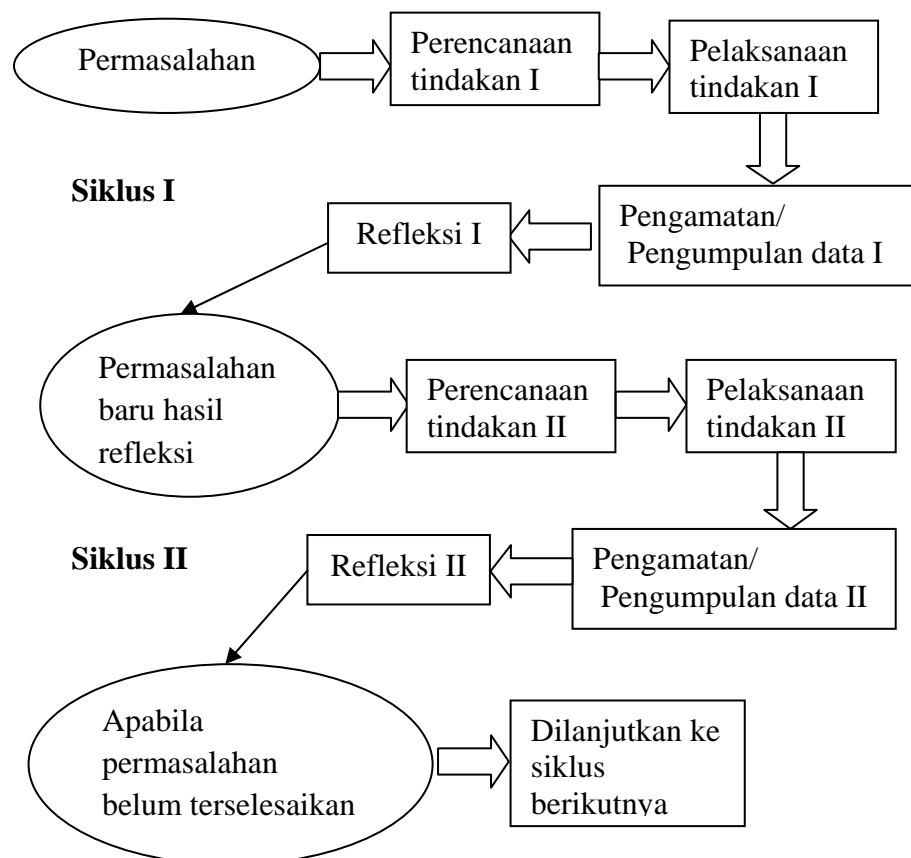 Permasalahan
Perencanaan
tindakan I
Pelaksanaan
tindakan I
Siklus I
Pengamatan/
Pengumpulan data I
Refleksi I
Permasalahan
baru hasil
refleksi
Perencanaan
tindakan II
Pelaksanaan
tindakan II
Siklus II
Pengamatan/
Pengumpulan data II
Refleksi II
Apabila
permasalahan
belum terselesaikan
Dilanjutkan ke
siklus
berikutnya